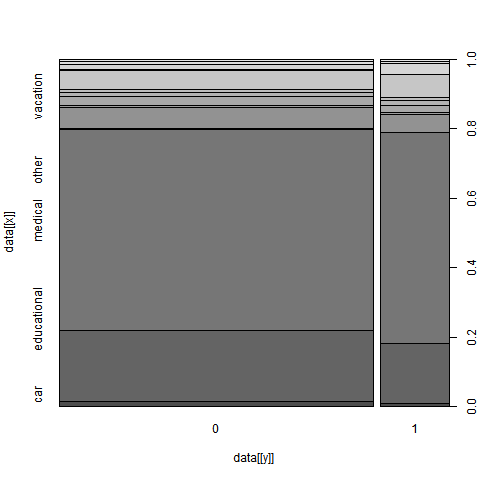 data[[x]]
vacation
other
medical
educational
car
1.0
0.8
0.6
0.4
0.2
0.0
0
1
data[[y]]